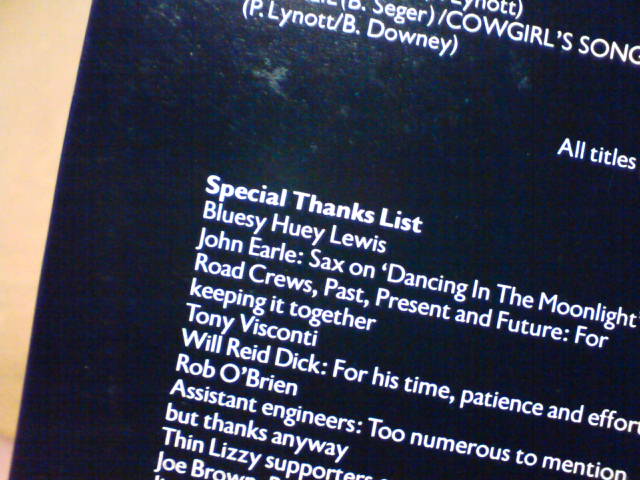 (B. Seger)/COWGIRL'S SONG
(P. Lynott/B. Downey)
All titles
Special Thanks List
Bluesy Huey Lewis
John Earle: Sax on 'Dancing In The Moonlight'
Road Crews, Past, Present and Future: For
keeping it together
Tony Visconti
Will Reid Dick: For his time, patience and effort
Rob O'Brien
Assistant engineers: Too numerous to mention
but thanks anyway
Thin Lizzy supporters
Joe Brown